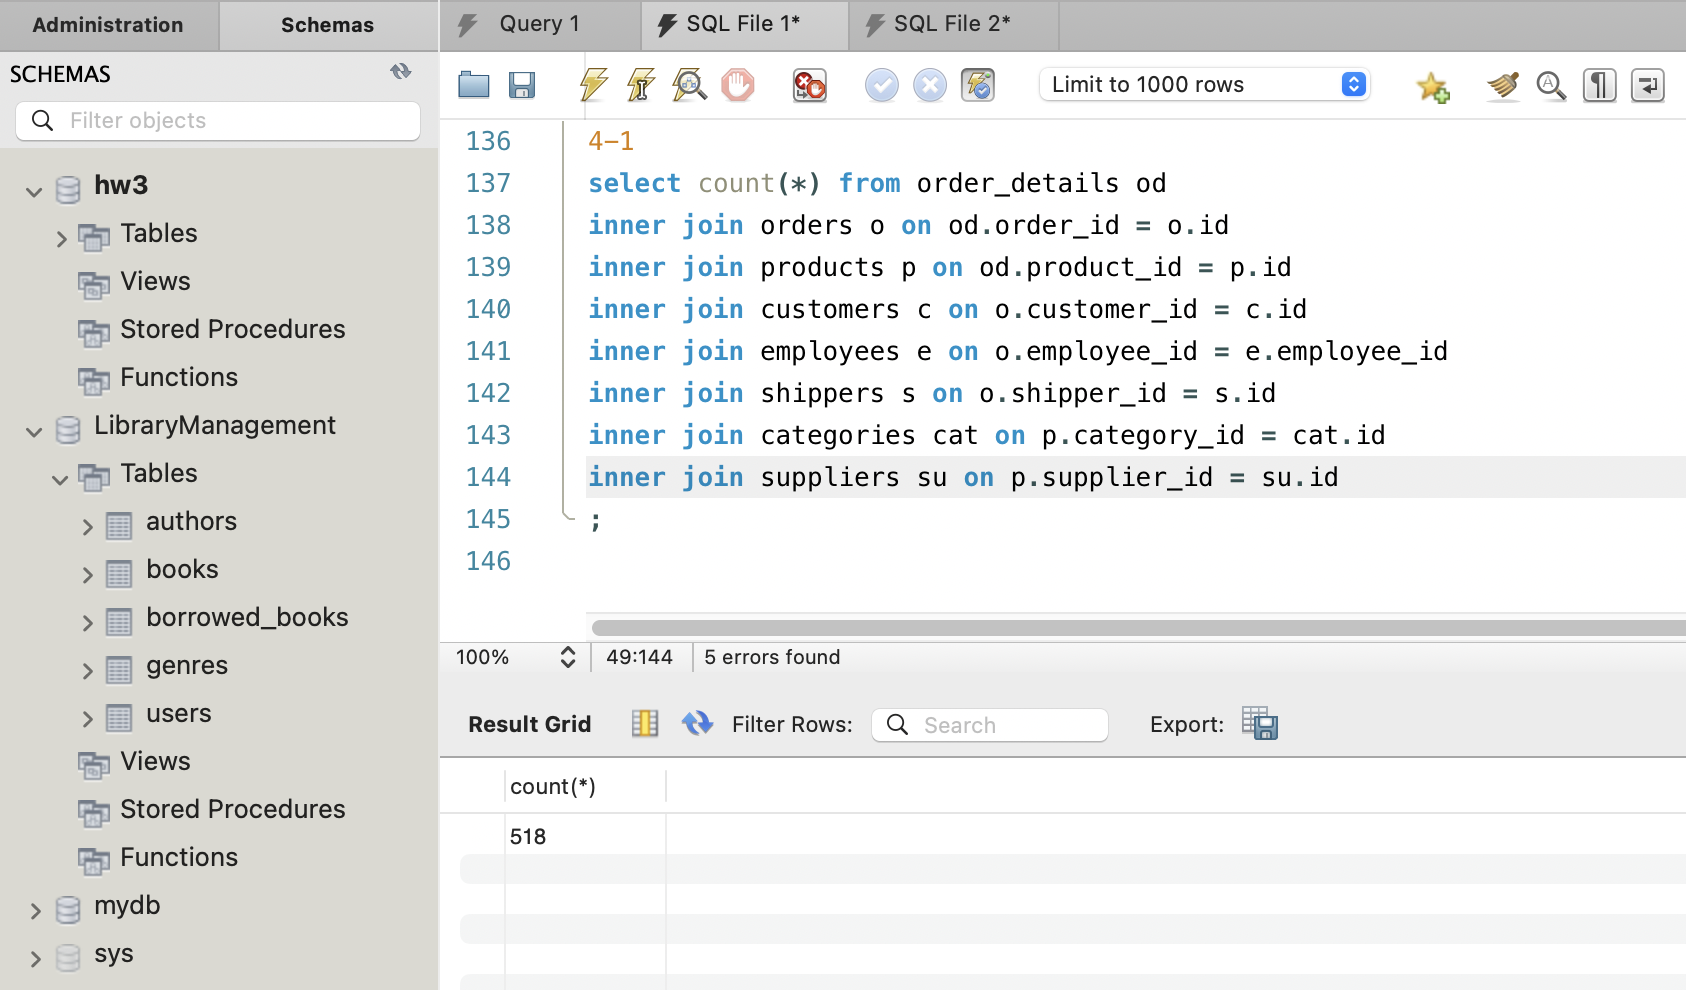 Administration
Schemas
Query 1
SQL File 1*
SQL File 2*
SCHEMAS
Filter objects
Limit to 1000 rows
hw3
Tables
Views
Stored Procedures
Functions
LibraryManagement
Tables
authors
books
borrowed_books
genres
users
Views
Stored Procedures
Functions
mydb
sys
136 4-1
137 select count(*) from order_details od
138 inner join orders o on od.order_id = o.id
139 inner join products p on od.product_id = p.id
140 inner join customers c on o.customer_id = c.id
141 inner join employees e on o.employee_id = e.employee_id
142 inner join shippers s on o.shipper_id = s.id
143 inner join categories cat on p.category_id = cat.id
144 inner join suppliers su on p.supplier_id = su.id
145 ;
146
100% 49:144 5 errors found
Result Grid Filter Rows: Search Export:
count(*)
518